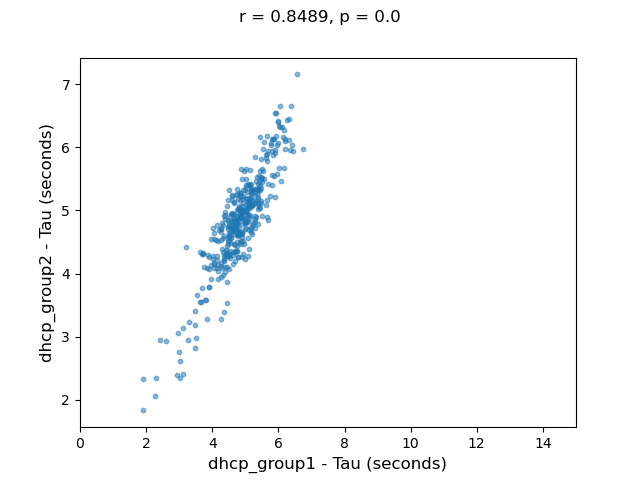 r = 0.8489, p = 0.0
7
6
5
4
3
2
dhcp_group2 - Tau (seconds)
0 2 4 6 8 10 12 14
dhcp_group1 - Tau (seconds)